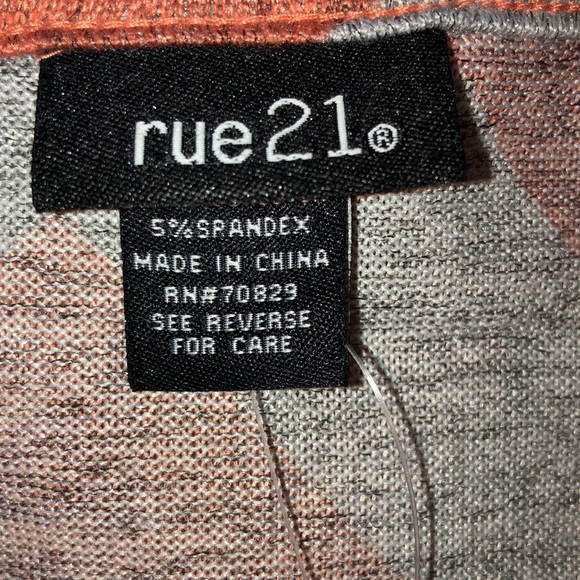 rue21®
5%SPANDEX
MADE IN CHINA
RN#70829
SEE REVERSE
FOR CARE